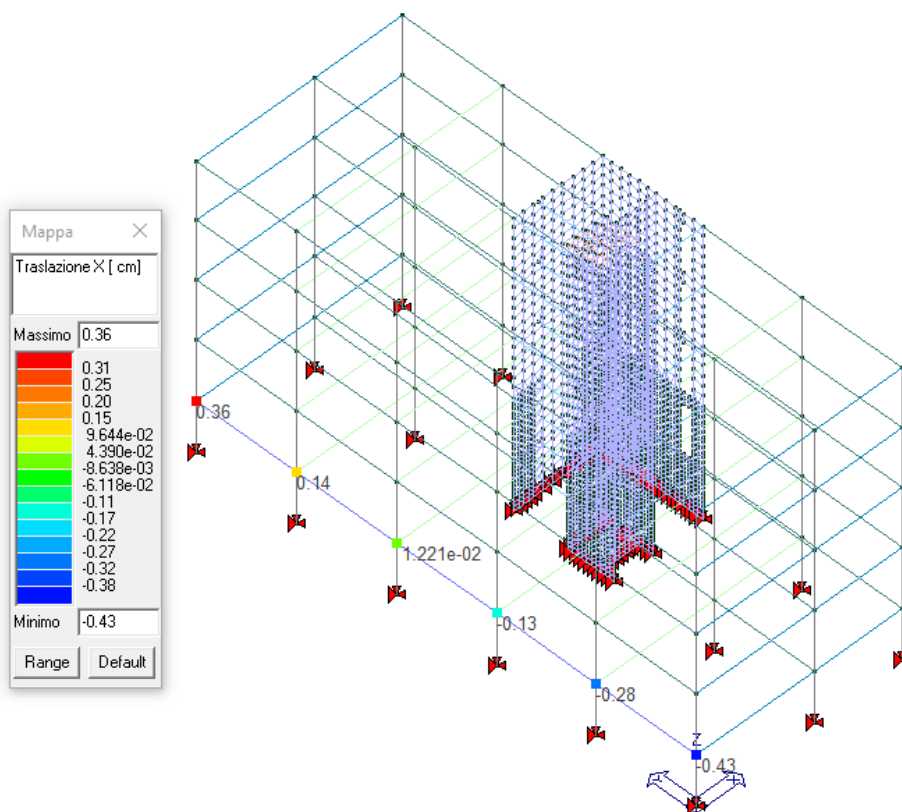 Mappa
Traslazione X [ cm]
Massimo 0.36
0.31
0.25
0.20
0.15
9.644e-02
4.390e-02
-8.638e-03
-6.118e-02
-0.11
-0.17
-0.22
-0.27
-0.32
-0.38
Minimo -0.43
Range Default
0.36
0.14
1.221e-02
-0.13
-0.28
-0.43
Z